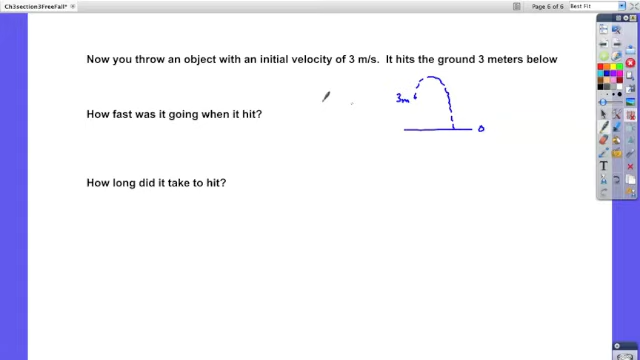 Ch3section3FreeFall*
Page 6 of 6
Best Fit
Now you throw an object with an initial velocity of 3 m/s. It hits the ground 3 meters below
3m
How fast was it going when it hit?
0
How long did it take to hit?
T